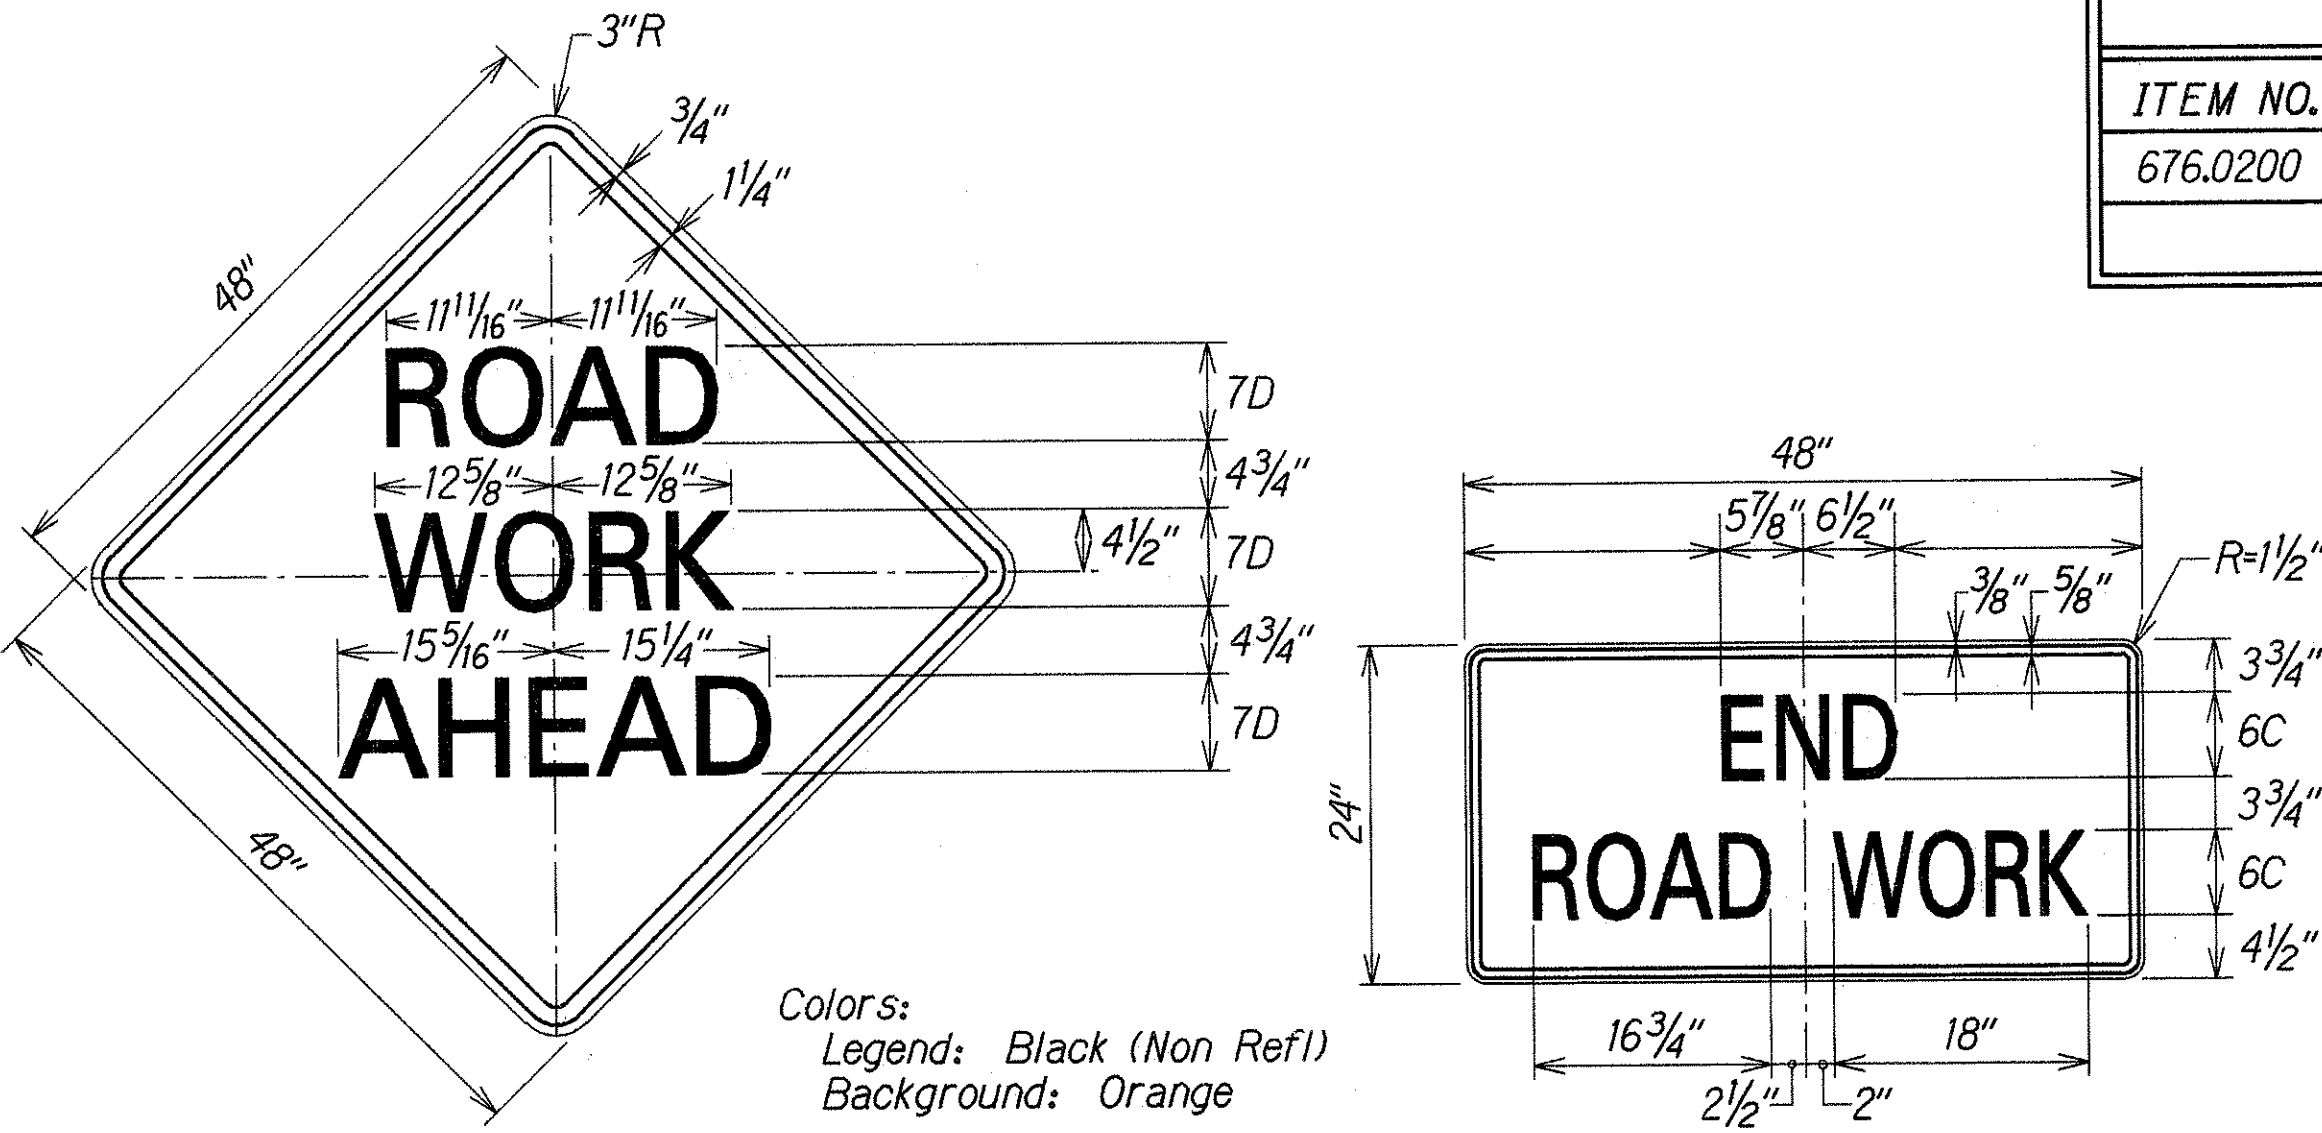 3"R
3/4"
1 1/4"
48"
11 11/16" 11 11/16"
ROAD
7D
12 5/8" 12 5/8"
4 3/4"
WORK
4 1/2"
7D
15 5/16" 15 1/4"
4 3/4"
AHEAD
7D
48"
Colors:
Legend: Black (Non Refl)
Background: Orange
ITEM NO.
676.0200
48"
5 7/8" 6 1/2"
R=1 1/2"
3/8" 5/8"
3 3/4"
END
6C
24"
3 3/4"
ROAD WORK
6C
4 1/2"
16 3/4" 18"
2 1/2" 2"